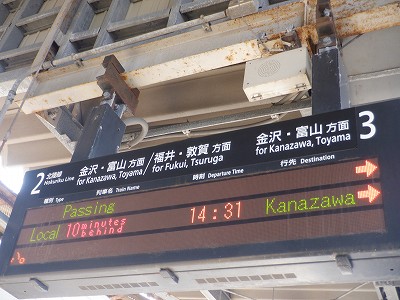 2 北陸線 Hokuriku Line
金沢・富山方面/福井・敦賀方面
for Kanazawa, Toyama/for Fukui, Tsuruga
金沢・富山方面 3
for Kanazawa, Toyama
種別 Type 列車名 Train Name 時刻 Departure Time 行先 Destination
Passing
Local 10 minutes behind 14:31 Kanazawa